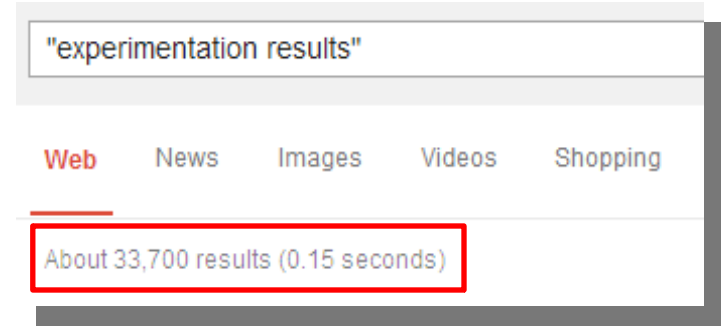 "experimentation results"
Web News Images Videos Shopping
About 33,700 results (0.15 seconds)